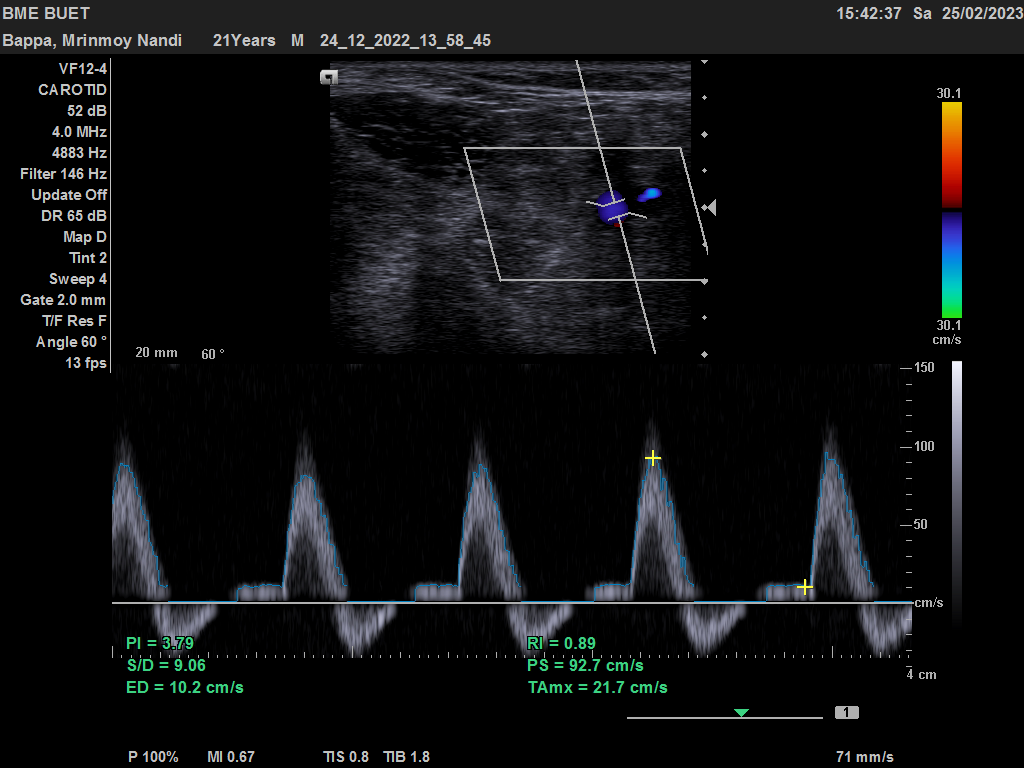 BME BUET 15:42:37 Sa 25/02/2023
Bappa, Mrinmoy Nandi 21Years M 24_12_2022_13_58_45
VF12-4
CAROTID
52 dB
4.0 MHz
4883 Hz
Filter 146 Hz
Update Off
DR 65 dB
Map D
Tint 2
Sweep 4
Gate 2.0 mm
T/F Res F
Angle 60 °
13 fps
20 mm 60 °
30.1
30.1
cm/s
150
100
50
cm/s
4 cm
PI = 3.79
S/D = 9.06
ED = 10.2 cm/s
RI = 0.89
PS = 92.7 cm/s
TAmx = 21.7 cm/s
1
P 100% MI 0.67 TIS 0.8 TIB 1.8 71 mm/s